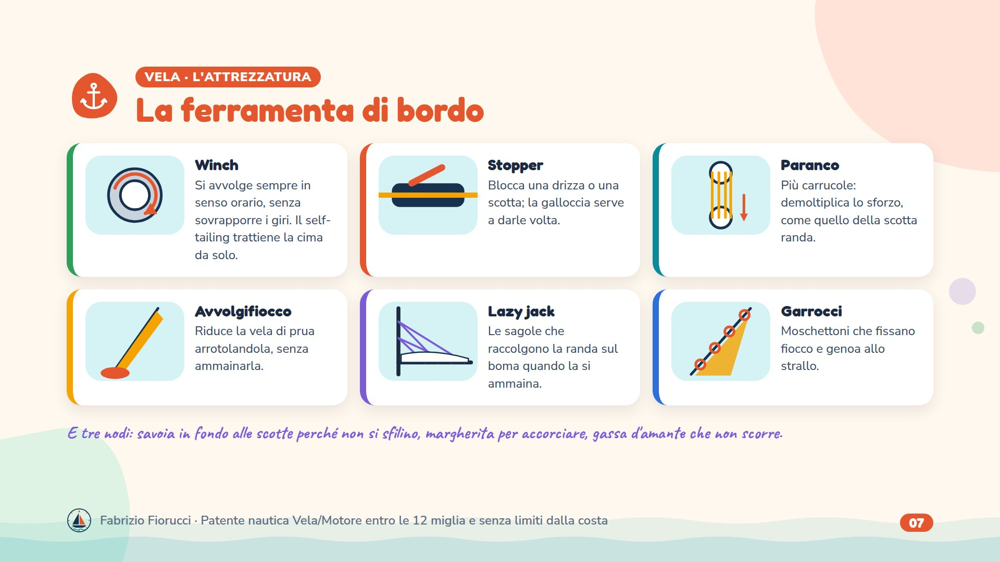 VELA · L'ATTREZZATURA
La ferramenta di bordo
Winch
Si avvolge sempre in
senso orario, senza
sovrapporre i giri. Il self-
tailing trattiene la cima
da solo.
Stopper
Blocca una drizza o una
scotta; la galloccia serve
a darle volta.
Paranco
Più carrucole:
demoltiplica lo sforzo,
come quello della scotta
randa.
Avvolgifiocco
Riduce la vela di prua
arrotolandola, senza
ammainarla.
Lazy jack
Le sagole che
raccolgono la randa sul
boma quando la si
ammaina.
Garrocci
Moschettoni che fissano
fiocco e genoa allo
strallo.
E tre nodi: savoia in fondo alle scotte perché non si sfilino, margherita per accorciare, gassa d'amante che non scorre.
Fabrizio Fiorucci · Patente nautica Vela/Motore entro le 12 miglia e senza limiti dalla costa
07